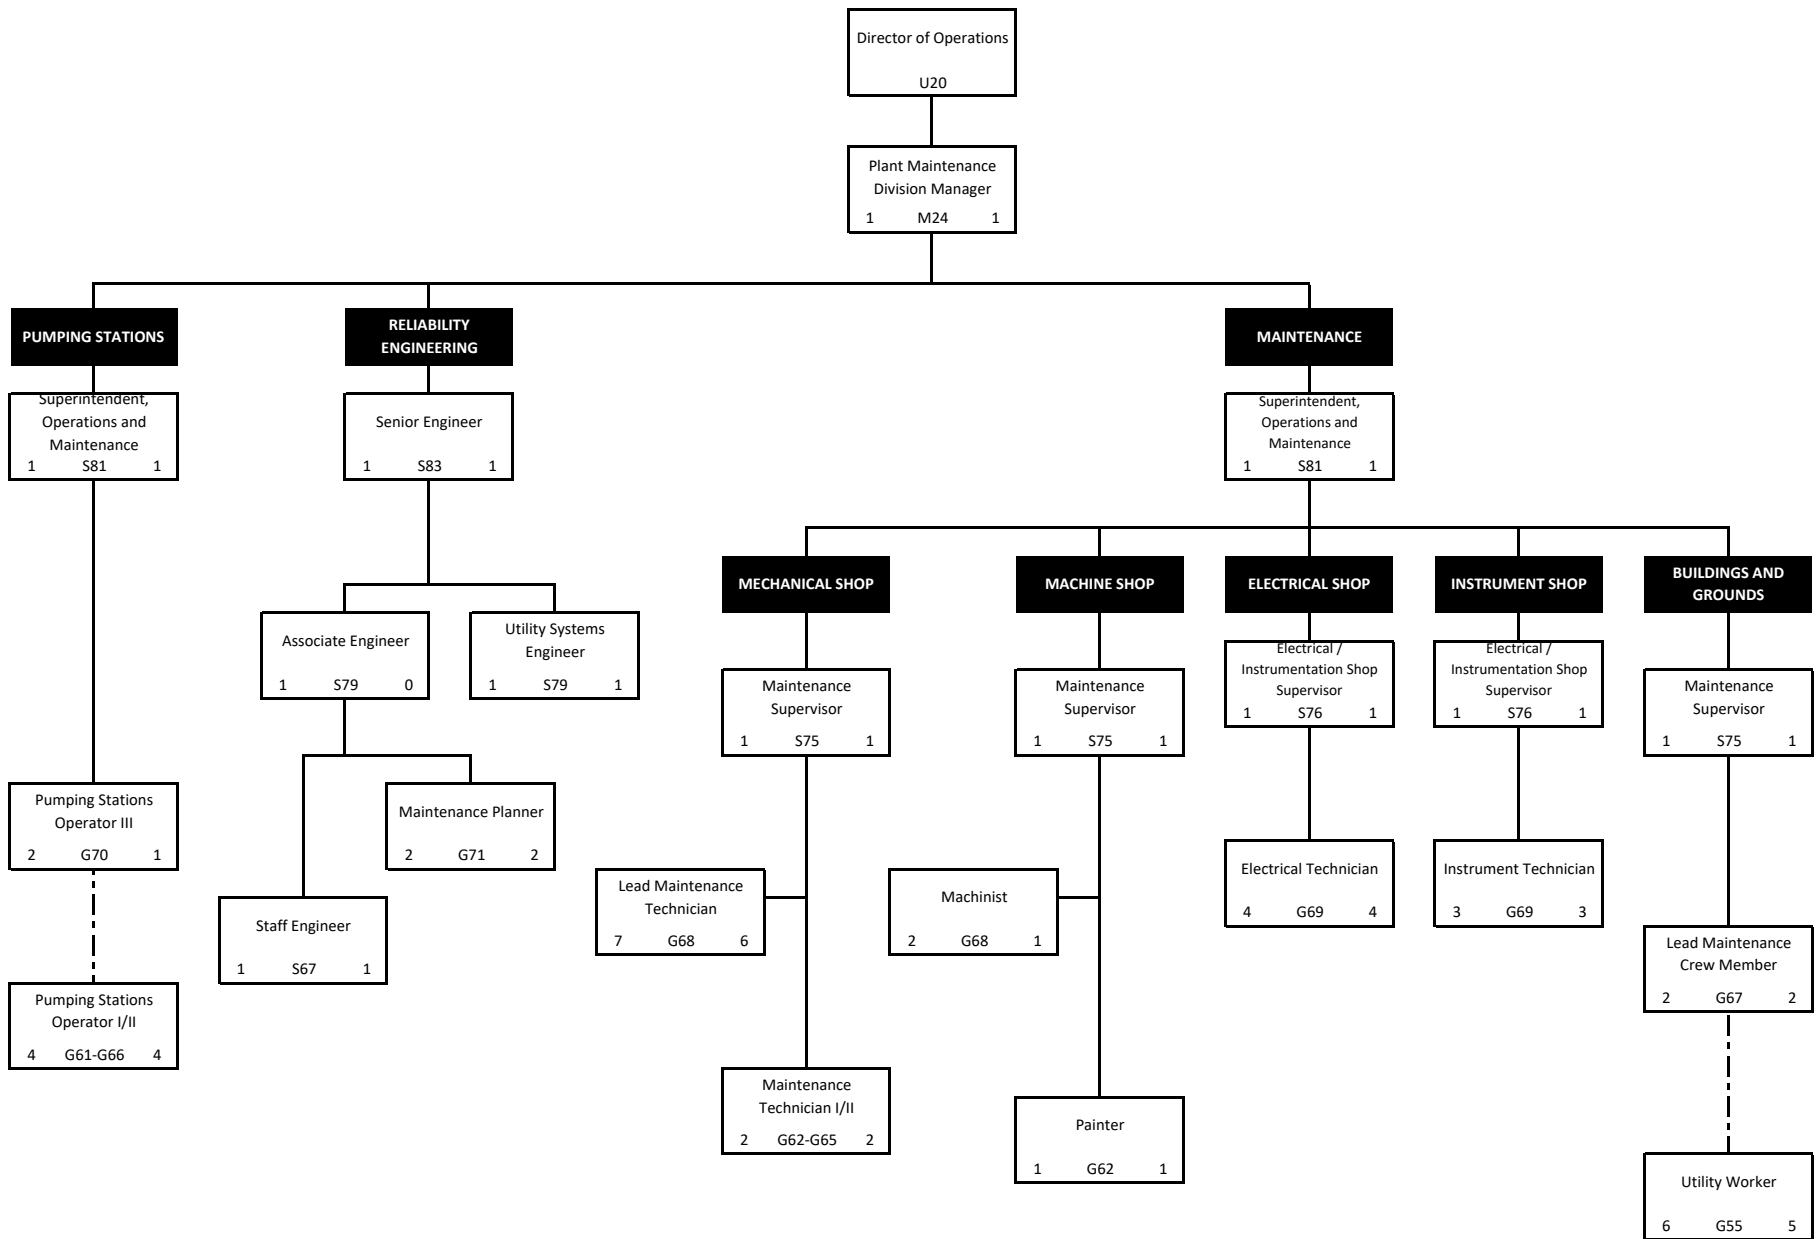 Director of Operations
U20
Plant Maintenance
Division Manager
1 M24 1
PUMPING STATIONS
RELIABILITY
ENGINEERING
MAINTENANCE
Superintendent,
Operations and
Maintenance
1 S81 1
Senior Engineer
1 S83 1
Superintendent,
Operations and
Maintenance
1 S81 1
MECHANICAL SHOP
MACHINE SHOP
ELECTRICAL SHOP
INSTRUMENT SHOP
BUILDINGS AND
GROUNDS
Associate Engineer
1 S79 0
Utility Systems
Engineer
1 S79 1
Maintenance
Supervisor
1 S75 1
Maintenance
Supervisor
1 S75 1
Electrical /
Instrumentation Shop
Supervisor
1 S76 1
Electrical /
Instrumentation Shop
Supervisor
1 S76 1
Maintenance
Supervisor
1 S75 1
Pumping Stations
Operator III
2 G70 1
Maintenance Planner
2 G71 2
Lead Maintenance
Technician
7 G68 6
Machinist
2 G68 1
Electrical Technician
4 G69 4
Instrument Technician
3 G69 3
Staff Engineer
1 S67 1
Lead Maintenance
Crew Member
2 G67 2
Pumping Stations
Operator I/II
4 G61-G66 4
Maintenance
Technician I/II
2 G62-G65 2
Painter
1 G62 1
Utility Worker
6 G55 5